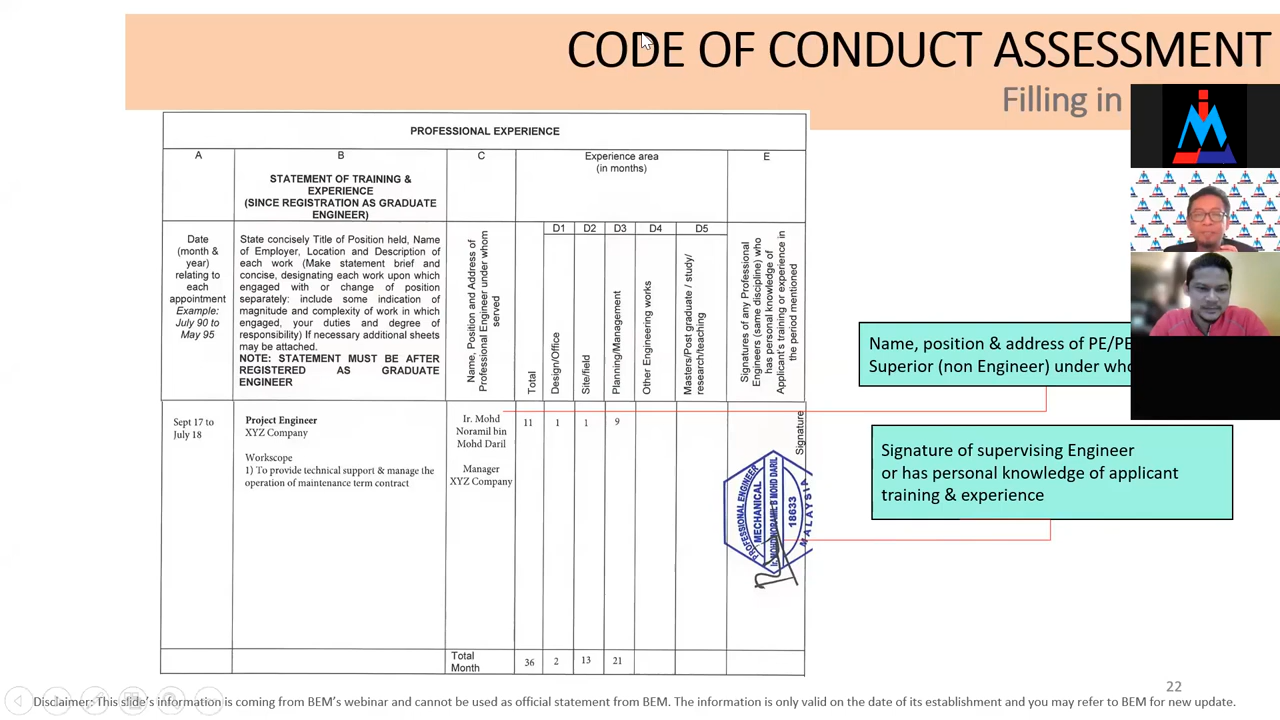 CODE OF CONDUCT ASSESSMENT
Filling in
PROFESSIONAL EXPERIENCE
A
B
C
Experience area
(in months)
E
STATEMENT OF TRAINING &
EXPERIENCE
(SINCE REGISTRATION AS GRADUATE
ENGINEER)
Date
(month &
year)
relating to
each
appointment
Example:
July 90 to
May 95
State concisely Title of Position held, Name
of Employer, Location and Description of
each work (Make statement brief and
concise, designating each work upon which
engaged with or change of position
separately: include some indication of
magnitude and complexity of work in which
engaged, your duties and degree of
responsibility) If necessary additional sheets
may be attached.
NOTE: STATEMENT MUST BE AFTER
REGISTERED AS GRADUATE
ENGINEER
Name, Position and Address of
Professional Engineer under whom
served
Total
D1
D2
D3
D4
D5
Design/Office
Site/field
Planning/Management
Other Engineering works
Masters/Post graduate / study/
research/teaching
Signatures of any Professional
Engineers (same discipline) who
has personal knowledge of
Applicant's training or experience in
the period mentioned
Sept 17 to
July 18
Project Engineer
XYZ Company
Workscope
1) To provide technical support & manage the
operation of maintenance term contract
Ir. Mohd
Noramil bin
Mohd Daril
Manager
XYZ Company
11
1
1
9
Signature
PROFESSIONAL ENGINEER
MECHANICAL
Ir. MOHD NORAMIL B MOHD DARIL
18633
MALAYSIA
Total
Month
36
2
13
21
Name, position & address of PE/PE
Superior (non Engineer) under who
Signature of supervising Engineer
or has personal knowledge of applicant
training & experience
22
Disclaimer: This slide's information is coming from BEM's webinar and cannot be used as official statement from BEM. The information is only valid on the date of its establishment and you may refer to BEM for new update.